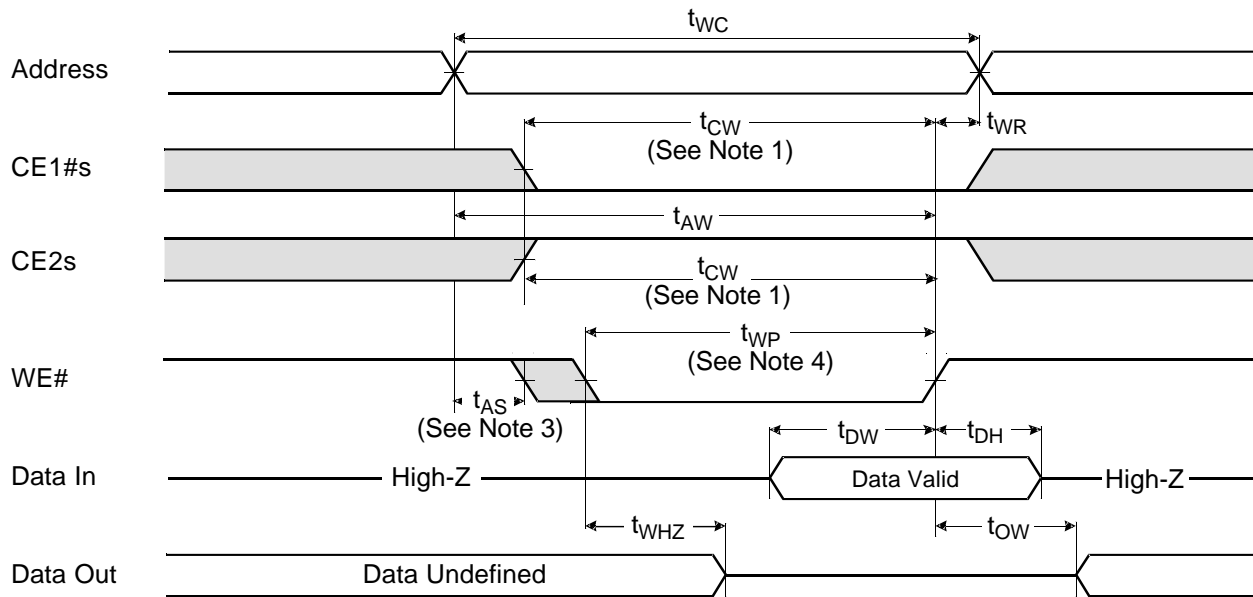 tWC
Address
tCW
(See Note 1)
tWR
CE1#s
tAW
CE2s
tCW
(See Note 1)
tWP
(See Note 4)
WE#
tAS
(See Note 3)
tDW
tDH
Data In
High-Z
Data Valid
High-Z
tWHZ
tOW
Data Out
Data Undefined